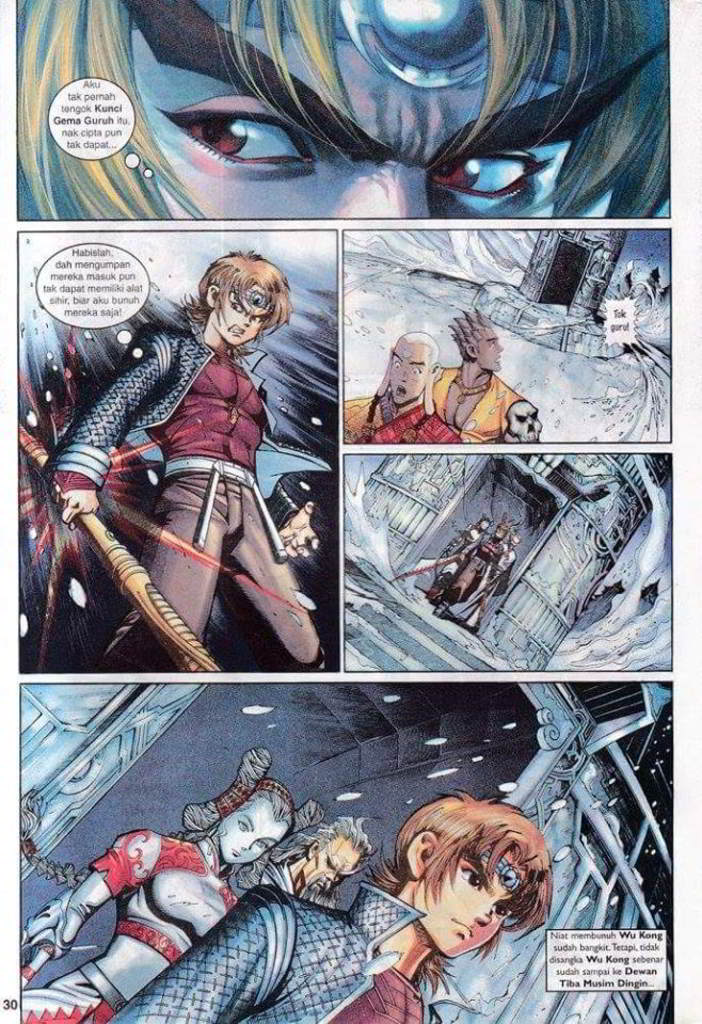 Aku
tak pernah
tengok Kunci
Gema Guruh itu,
nak cipta pun
tak dapat...
Habislah,
dah mengumpan
mereka masuk pun
tak dapat memiliki alat
sihir, biar aku bunuh
mereka saja!
Tok
guru!
Niat membunuh Wu Kong
sudah bangkit. Tetapi, tidak
disangka Wu Kong sebenar
sudah sampai ke Dewan
Tiba Musim Dingin...
30